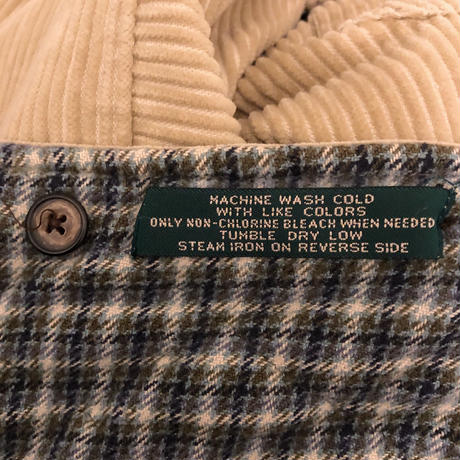 MACHINE WASH COLD
WITH LIKE COLORS
ONLY NON-CHLORINE BLEACH WHEN NEEDED
TUMBLE DRY LOW
STEAM IRON ON REVERSE SIDE